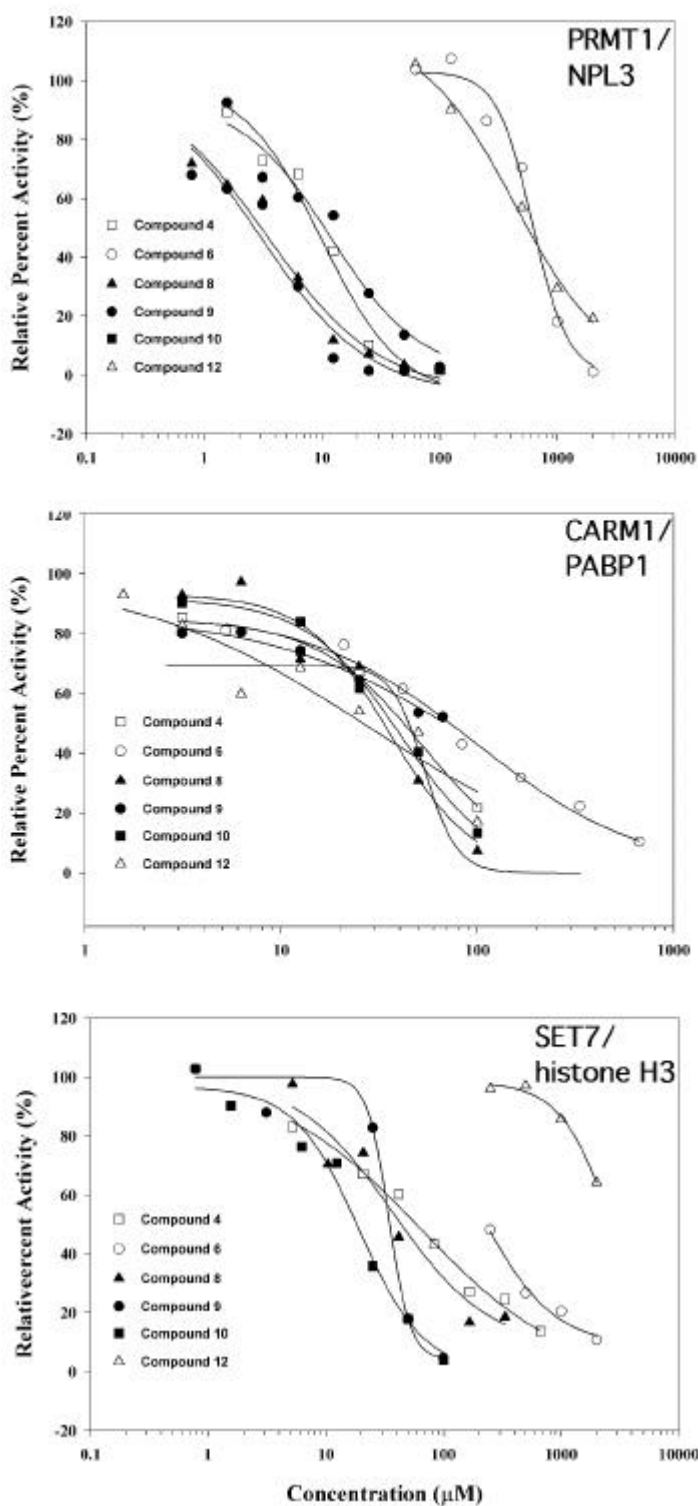 PRMT1/
NPL3
Relative Percent Activity (%)
120
100
80
60
40
20
0
-20
Compound 4
Compound 6
Compound 8
Compound 9
Compound 10
Compound 12
0.1 1 10 100 1000 10000
CARM1/
PABP1
Relative Percent Activity (%)
120
100
80
60
40
20
0
Compound 4
Compound 6
Compound 8
Compound 9
Compound 10
Compound 12
1 10 100 1000
SET7/
histone H3
Relativeercent Activity (%)
120
100
80
60
40
20
0
-20
Compound 4
Compound 6
Compound 8
Compound 9
Compound 10
Compound 12
0.1 1 10 100 1000 10000
Concentration (µM)